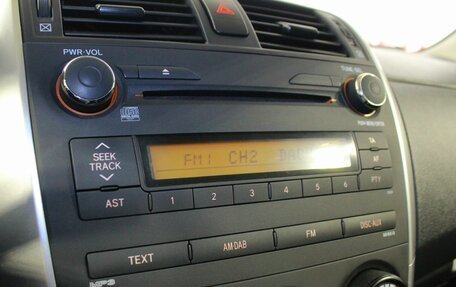 PWR·VOL
SEEK
TRACK
FM1 CH2
TA
AF
PTY
AST
1 2 3 4 5 6
TEXT
AM DAB
FM
DISC·AUX
MP3